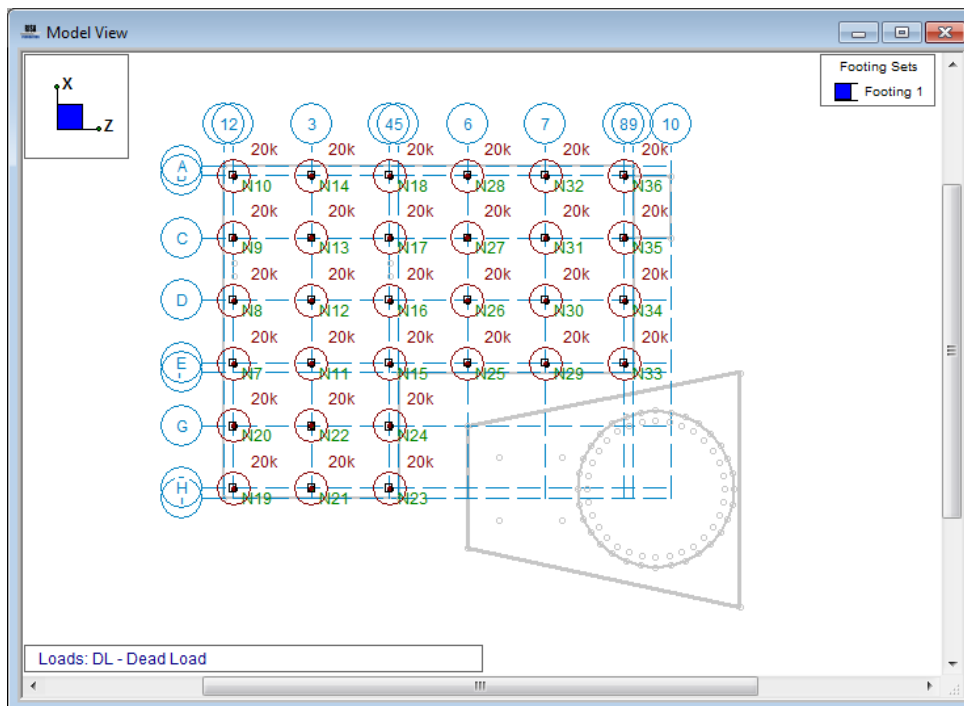 Model View
Footing Sets
Footing 1
X
Z
12 3 45 6 7 89 10
20k 20k 20k 20k 20k 20k
A
N10 N14 N18 N28 N32 N36
20k 20k 20k 20k 20k 20k
C
N9 N13 N17 N27 N31 N35
20k 20k 20k 20k 20k 20k
D
N8 N12 N16 N26 N30 N34
20k 20k 20k 20k 20k 20k
E
N7 N11 N15 N25 N29 N33
20k 20k 20k
G
N20 N22 N24
20k 20k 20k
H
N19 N21 N23
Loads: DL - Dead Load